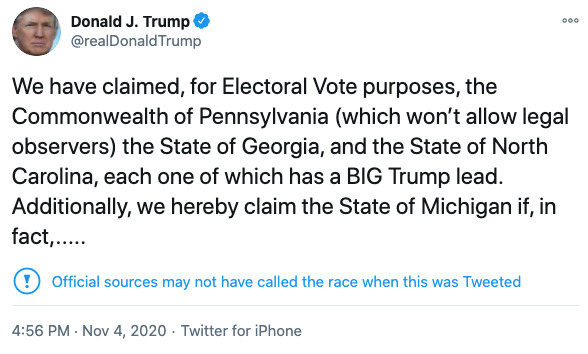 Donald J. Trump
@realDonaldTrump
We have claimed, for Electoral Vote purposes, the
Commonwealth of Pennsylvania (which won’t allow legal
observers) the State of Georgia, and the State of North
Carolina, each one of which has a BIG Trump lead.
Additionally, we hereby claim the State of Michigan if, in
fact,.....
Official sources may not have called the race when this was Tweeted
4:56 PM · Nov 4, 2020 · Twitter for iPhone